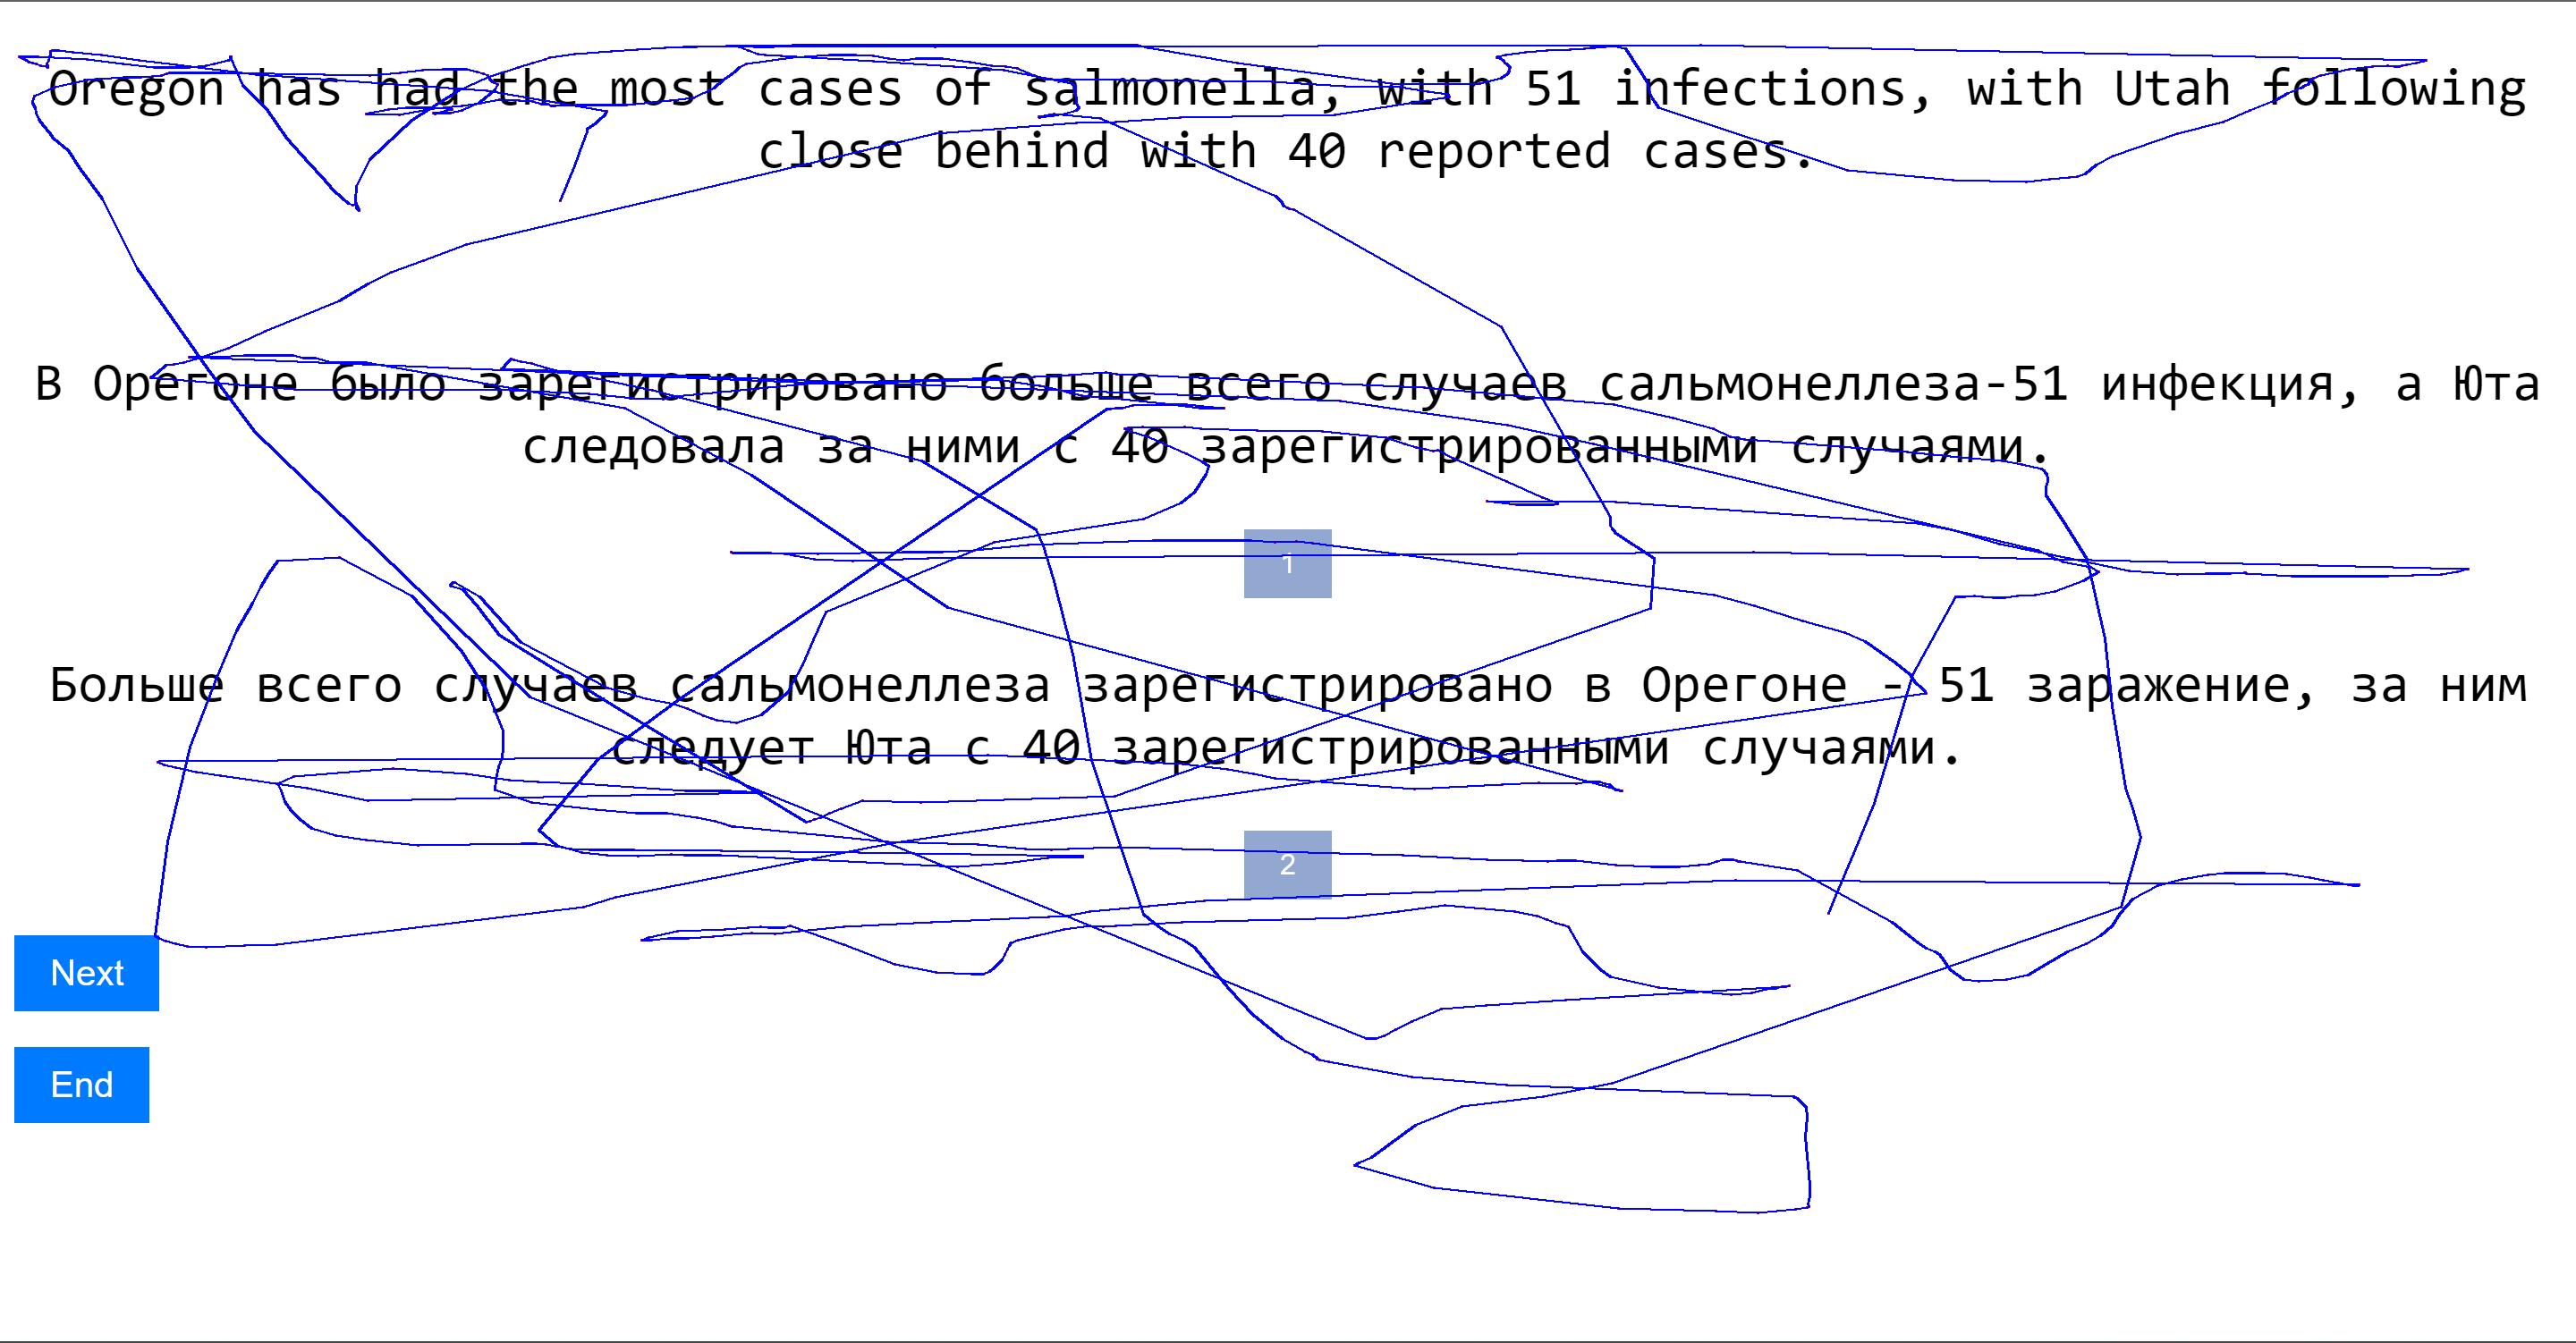 Oregon has had the most cases of salmonella, with 51 infections, with Utah following
close behind with 40 reported cases.
В Орегоне было зарегистрировано больше всего случаев сальмонеллеза-51 инфекция, а Юта
следовала за ними с 40 зарегистрированными случаями.
1
Больше всего случаев сальмонеллеза зарегистрировано в Орегоне - 51 заражение, за ним
следует Юта с 40 зарегистрированными случаями.
2
Next
End